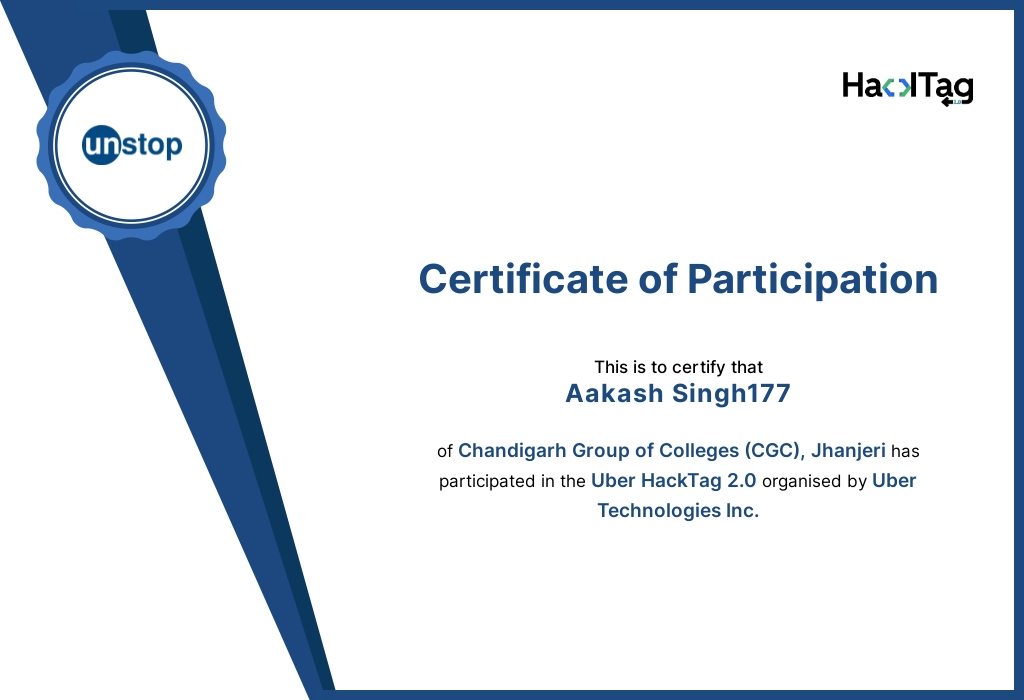 unstop
HackTag
2.0
Certificate of Participation
This is to certify that
Aakash Singh177
of Chandigarh Group of Colleges (CGC), Jhanjeri has
participated in the Uber HackTag 2.0 organised by Uber
Technologies Inc.